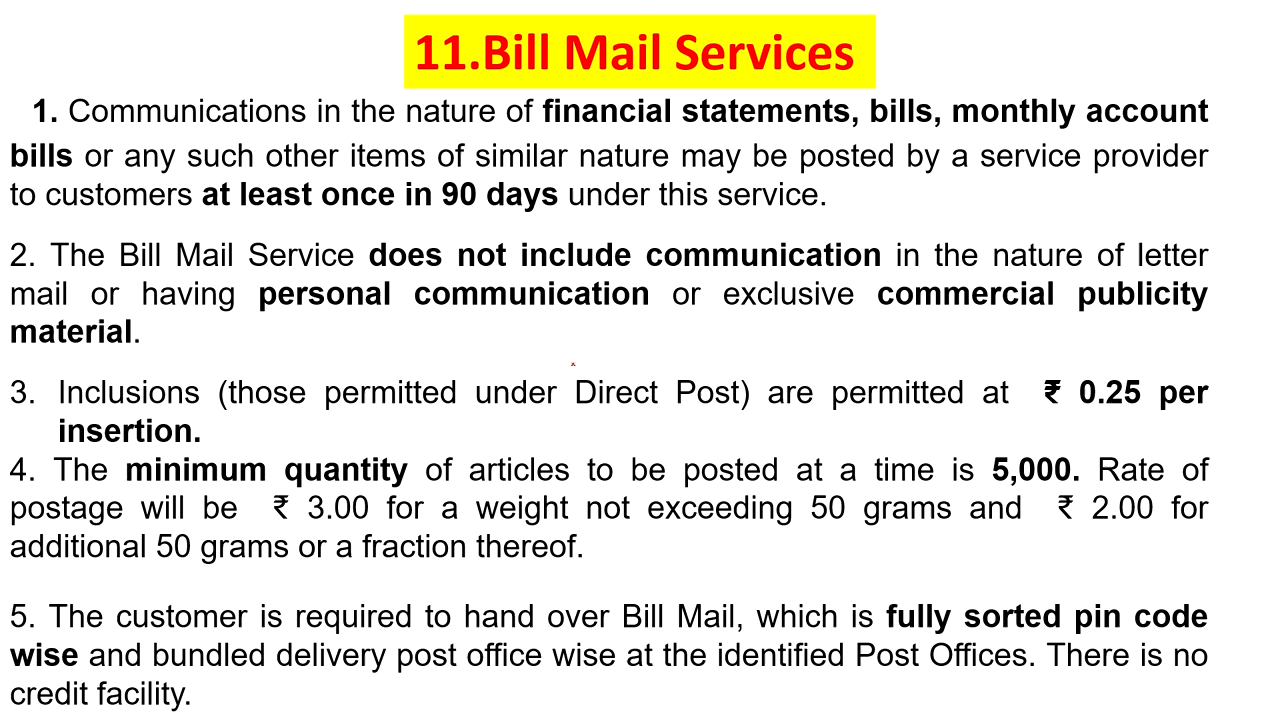 11.Bill Mail Services
1. Communications in the nature of financial statements, bills, monthly account
bills or any such other items of similar nature may be posted by a service provider
to customers at least once in 90 days under this service.
2. The Bill Mail Service does not include communication in the nature of letter
mail or having personal communication or exclusive commercial publicity
material.
3. Inclusions (those permitted under Direct Post) are permitted at ₹ 0.25 per
insertion.
4. The minimum quantity of articles to be posted at a time is 5,000. Rate of
postage will be ₹ 3.00 for a weight not exceeding 50 grams and ₹ 2.00 for
additional 50 grams or a fraction thereof.
5. The customer is required to hand over Bill Mail, which is fully sorted pin code
wise and bundled delivery post office wise at the identified Post Offices. There is no
credit facility.